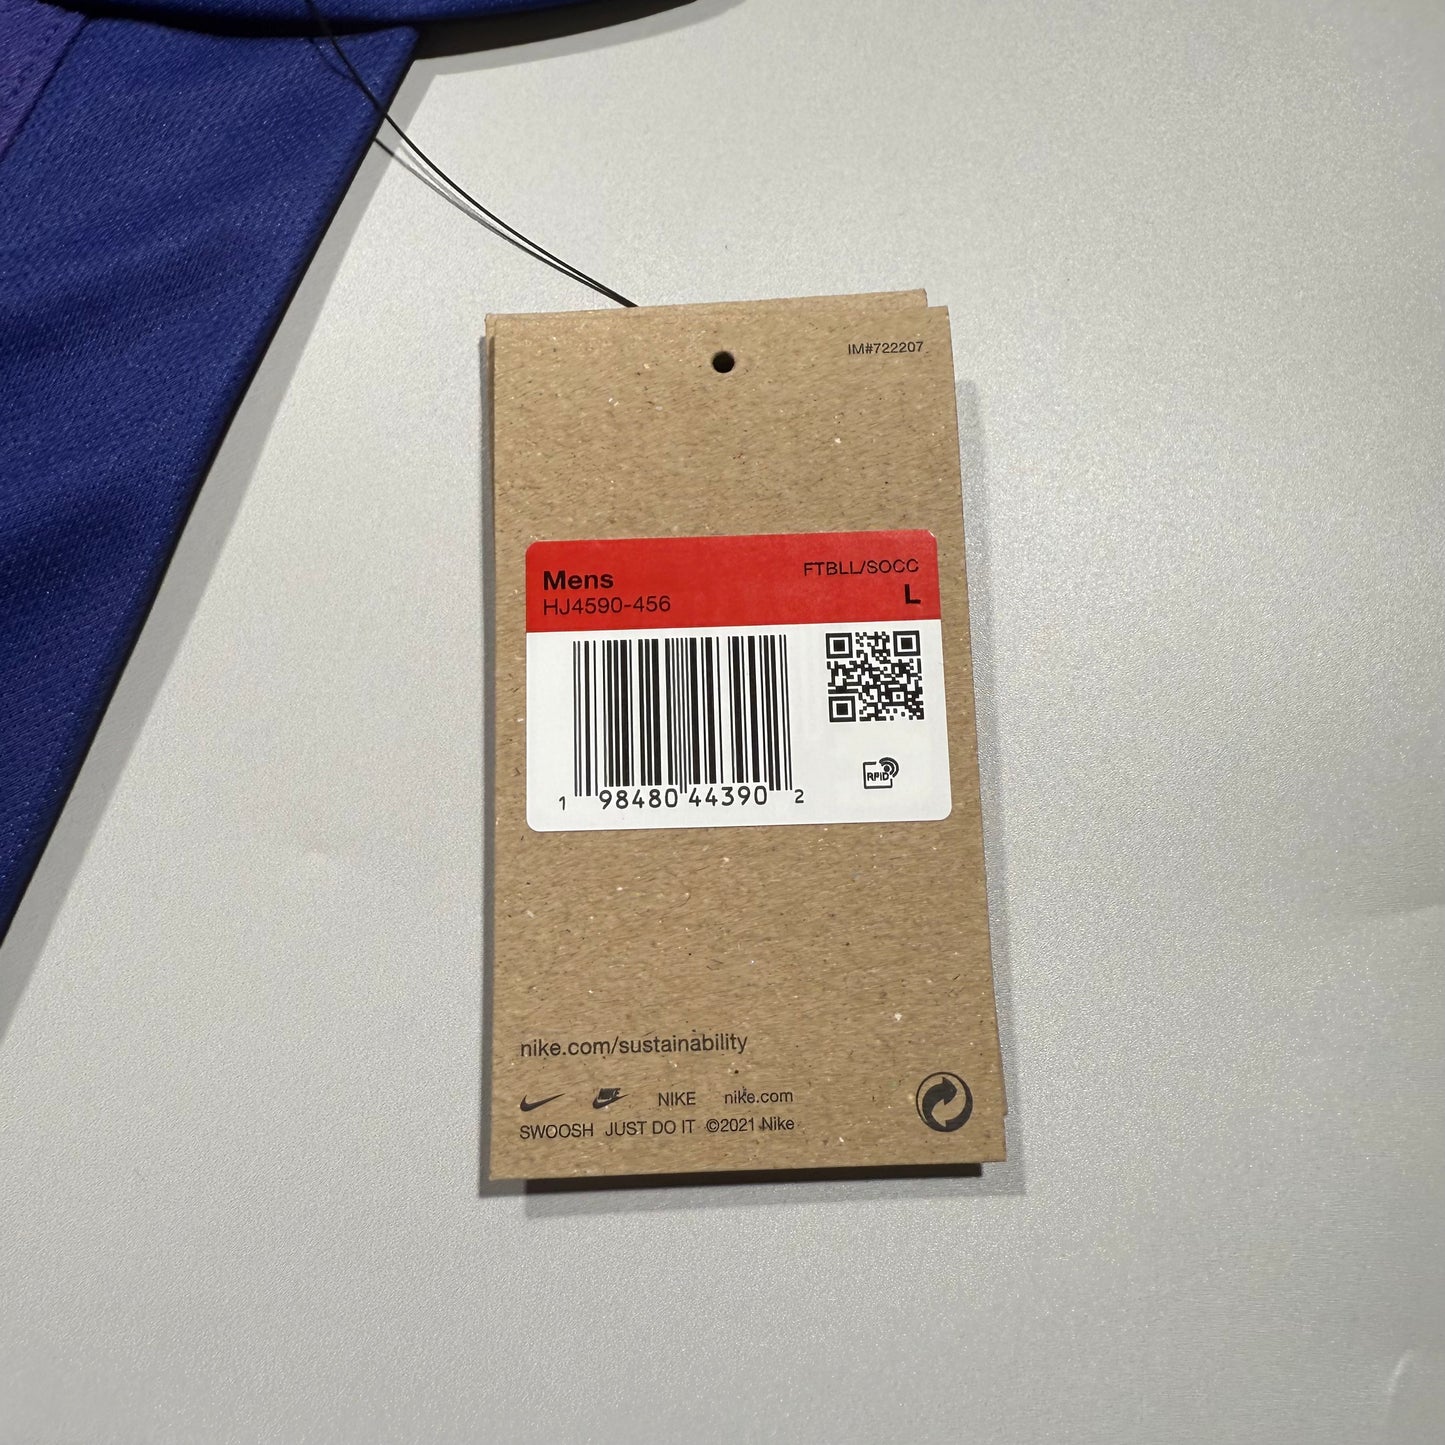 IM#722207
Mens FTBLL/SOCC
HJ4590-456 L
RFID
1 98480 44390 2
nike.com/sustainability
NIKE NIKE nike.com
SWOOSH JUST DO IT ©2021 Nike